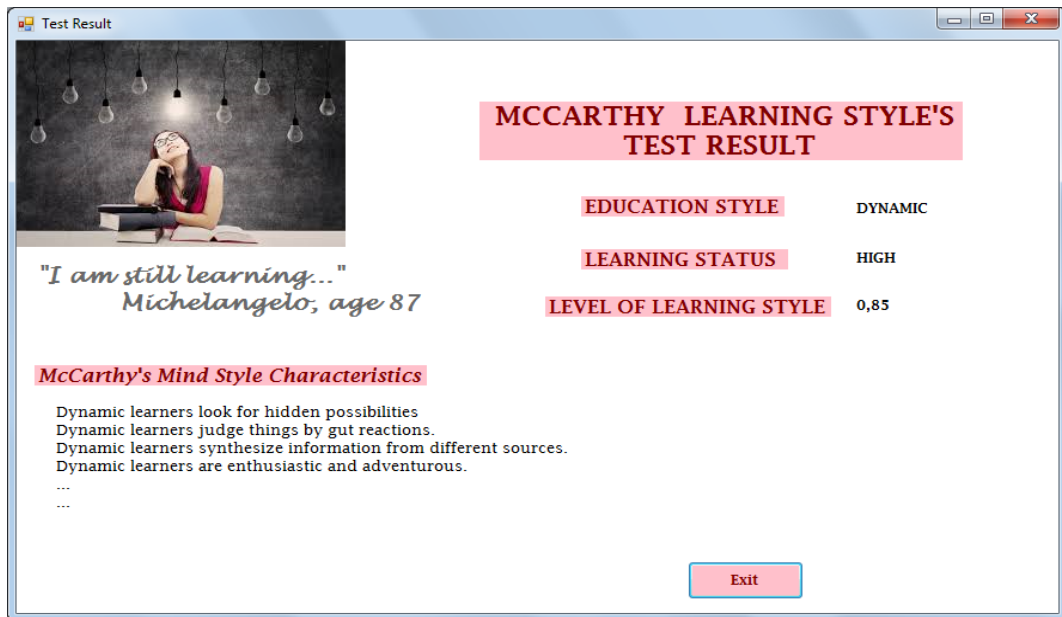 Test Result
MCCARTHY LEARNING STYLE'S
TEST RESULT
EDUCATION STYLE DYNAMIC
LEARNING STATUS HIGH
LEVEL OF LEARNING STYLE 0,85
"I am still learning..."
Michelangelo, age 87
McCarthy's Mind Style Characteristics
Dynamic learners look for hidden possibilities
Dynamic learners judge things by gut reactions.
Dynamic learners synthesize information from different sources.
Dynamic learners are enthusiastic and adventurous.
...
...
Exit